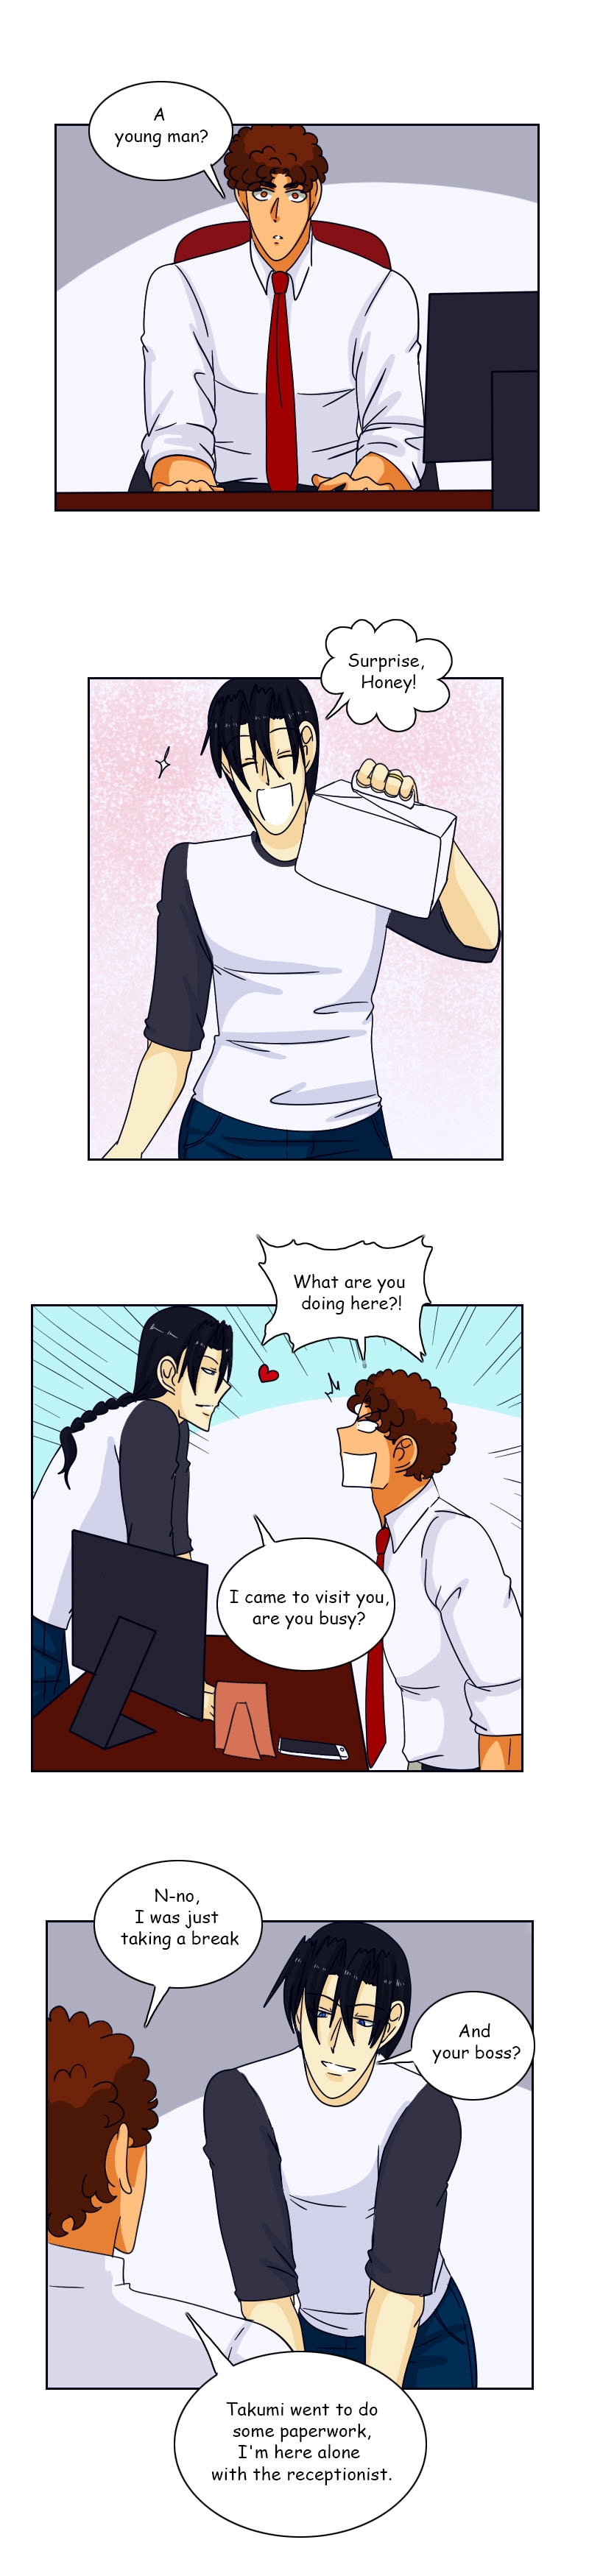 A
young man?
Surprise,
Honey!
What are you
doing here?!
I came to visit you,
are you busy?
N-no,
I was just
taking a break
And
your boss?
Takumi went to do
some paperwork,
I'm here alone
with the receptionist.